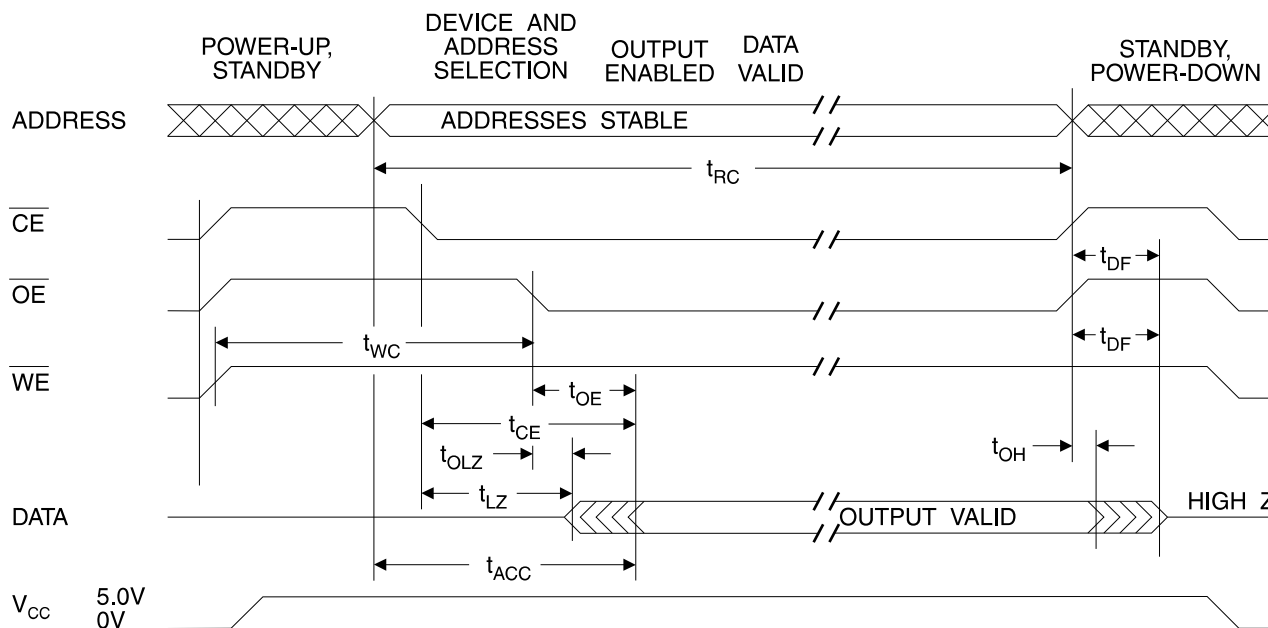 POWER-UP,
STANDBY
DEVICE AND
ADDRESS
SELECTION
OUTPUT
ENABLED
DATA
VALID
STANDBY,
POWER-DOWN
ADDRESS
ADDRESSES STABLE
tRC
CE
tDF
OE
tWC
tDF
WE
tOE
tCE
tOLZ
tOH
tLZ
DATA
OUTPUT VALID
HIGH Z
tACC
VCC
5.0V
0V